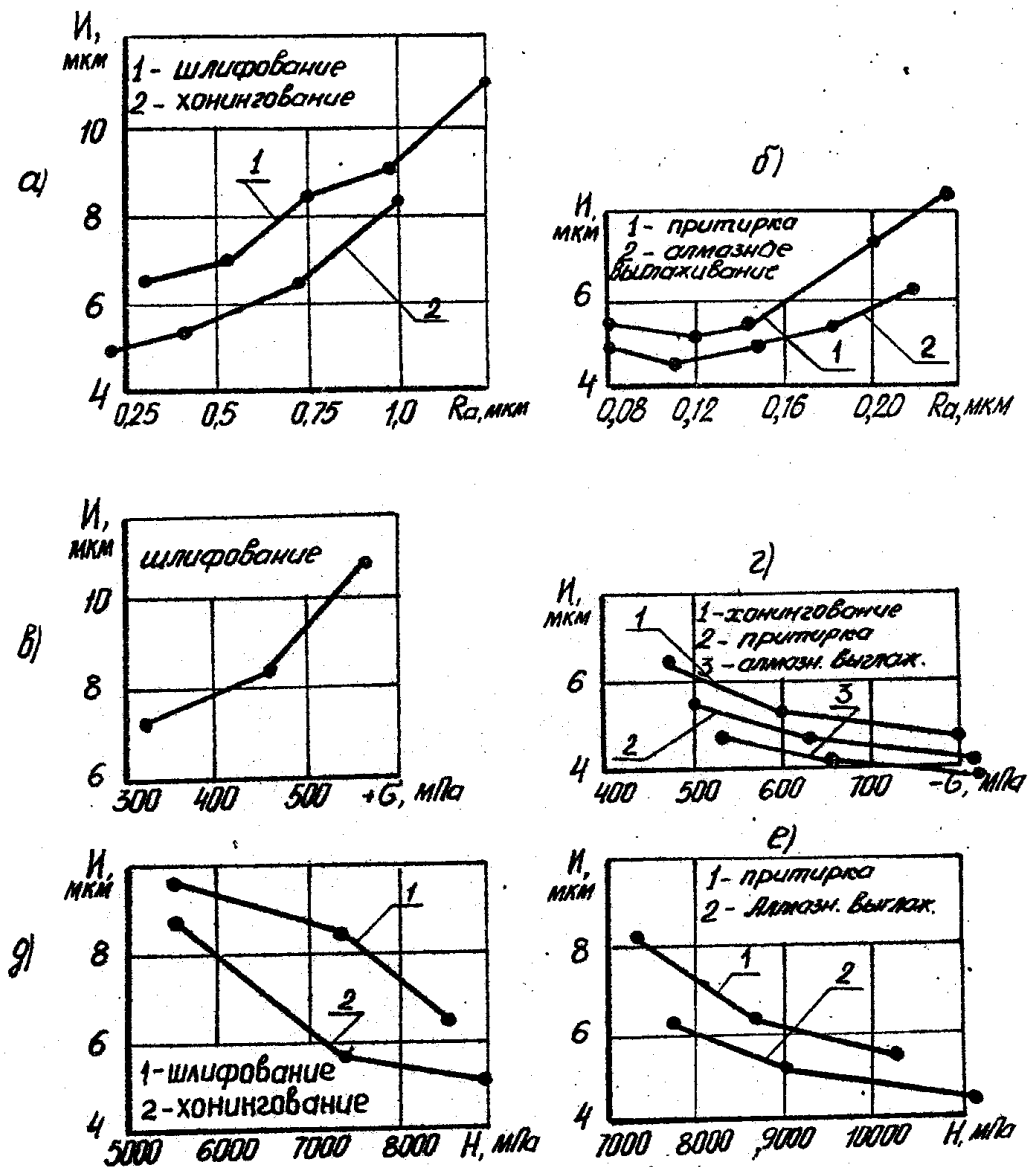 а)
И,
мкм
1 - шлифование
2 - хонингование
10
8
6
4
1
2
0,25 0,5 0,75 1,0 Ra, мкм
б)
И,
мкм
1 - притирка
2 - алмазное
выглаживание
6
4
1
2
0,08 0,12 0,16 0,20 Ra, мкм
в)
И,
мкм
шлифование
10
8
6
300 400 500 +G, мПа
г)
И,
мкм
1 - хонингование
2 - притирка
3 - алмазн. выглаж.
6
4
1
2
3
400 500 600 700 -G, мПа
д)
И,
мкм
8
6
4
1
2
1 - шлифование
2 - хонингование
5000 6000 7000 8000 Н, мПа
е)
И,
мкм
1 - притирка
2 - Алмазн. выглаж.
8
6
4
1
2
7000 8000 9000 10000 Н, мПа